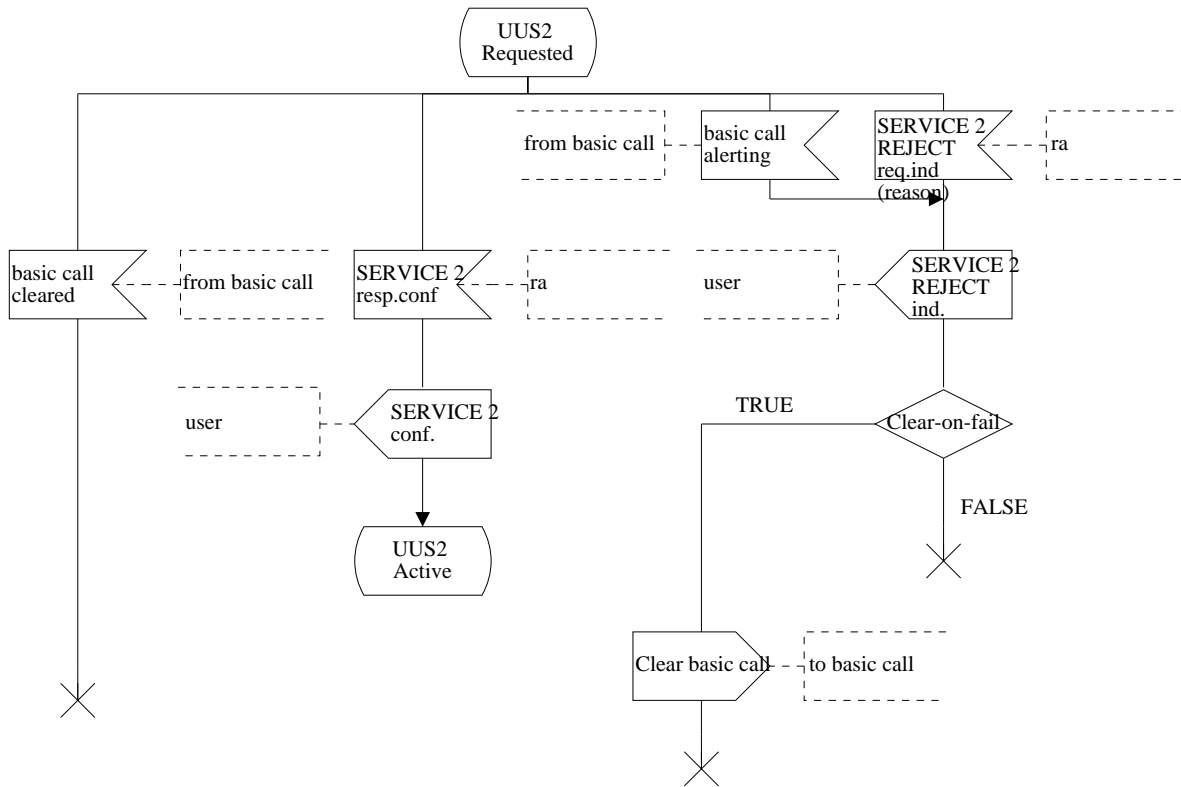 UUS2
Requested
from basic call
basic call
alerting
SERVICE 2
REJECT
req.ind
(reason)
ra
basic call
cleared
from basic call
SERVICE 2
resp.conf
ra
user
SERVICE 2
REJECT
ind.
user
SERVICE 2
conf.
TRUE
Clear-on-fail
FALSE
UUS2
Active
Clear basic call
to basic call